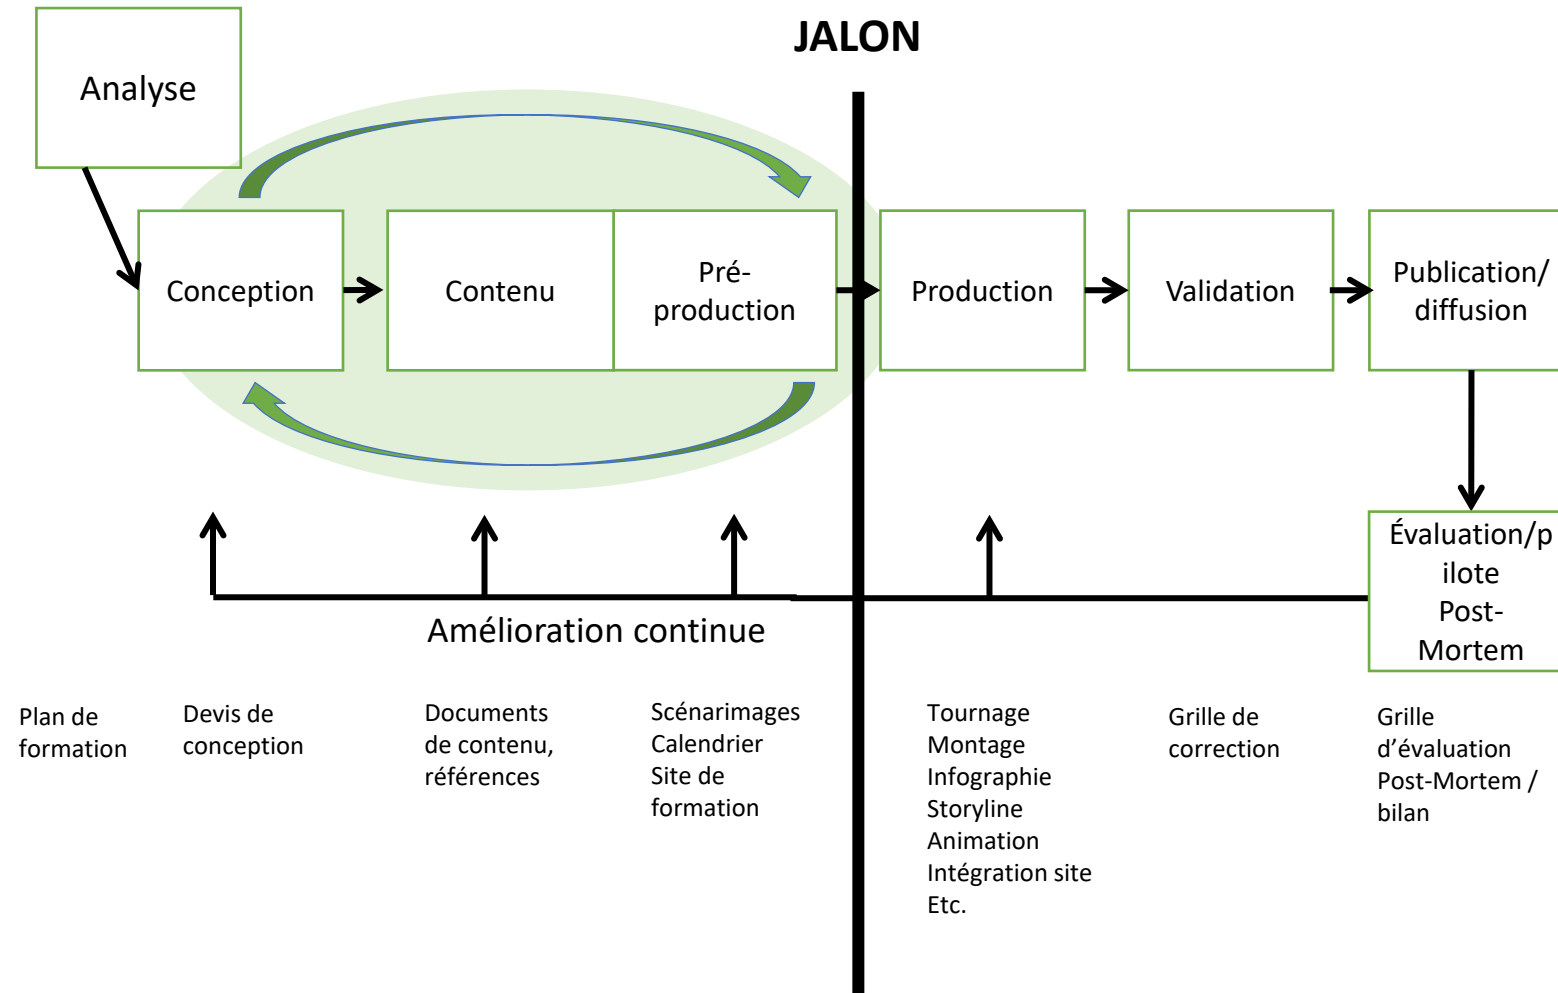 JALON
Analyse
Conception
Contenu
Pré-
production
Production
Validation
Publication/
diffusion
Évaluation/p
ilote
Post-
Mortem
Amélioration continue
Plan de
formation
Devis de
conception
Documents
de contenu,
références
Scénarimages
Calendrier
Site de
formation
Tournage
Montage
Infographie
Storyline
Animation
Intégration site
Etc.
Grille de
correction
Grille
d’évaluation
Post-Mortem /
bilan